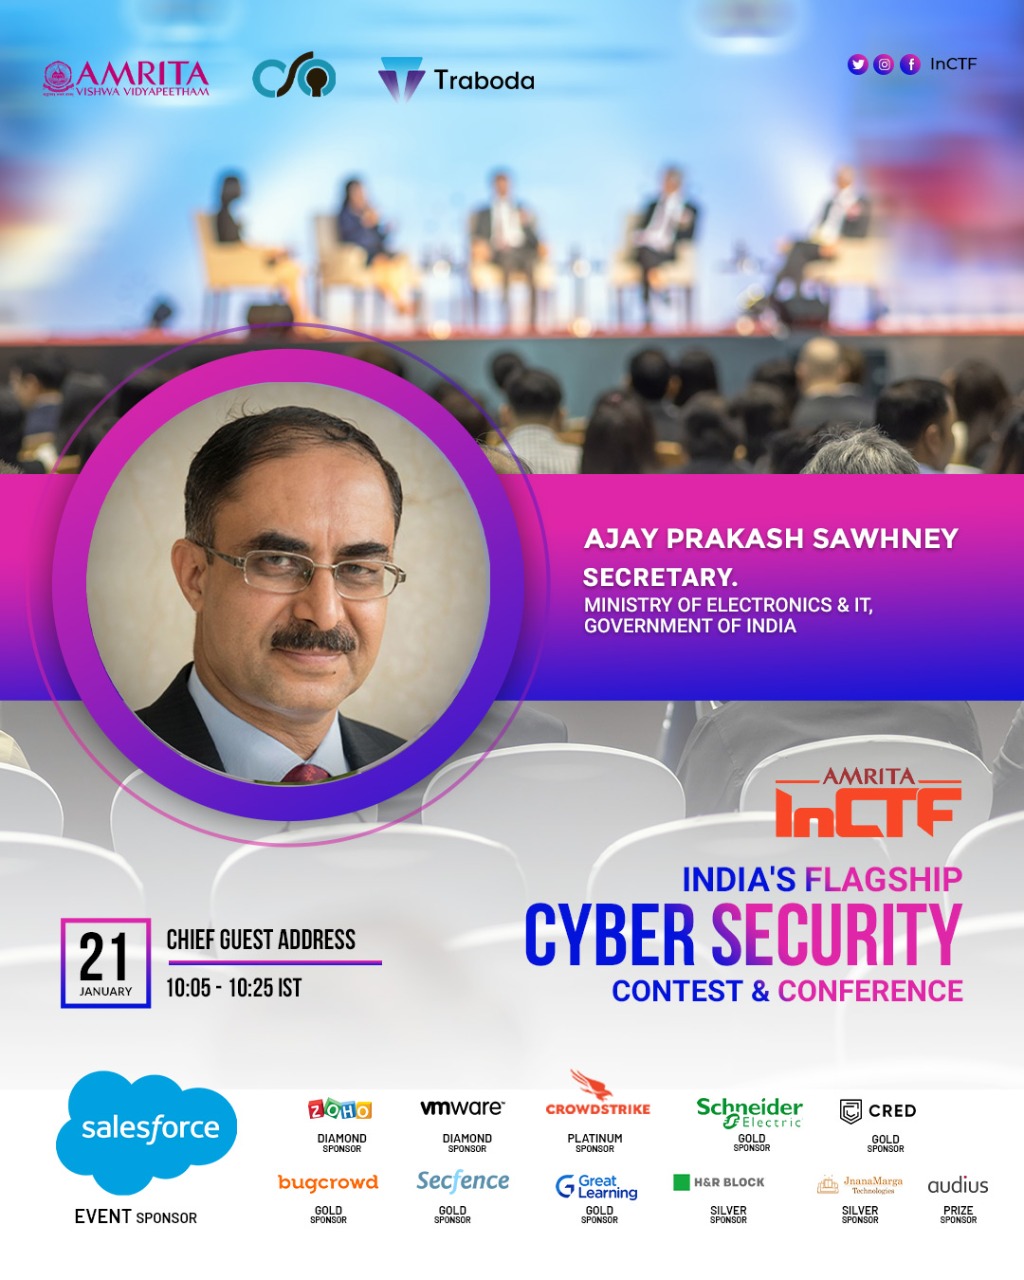 AMRITA
VISHWA VIDYAPEETHAM
Traboda
InCTF
AJAY PRAKASH SAWHNEY
SECRETARY.
MINISTRY OF ELECTRONICS & IT,
GOVERNMENT OF INDIA
AMRITA
InCTF
INDIA'S FLAGSHIP
CYBER SECURITY
CONTEST & CONFERENCE
21
JANUARY
CHIEF GUEST ADDRESS
10:05 - 10:25 IST
salesforce
EVENT SPONSOR
ZOHO
DIAMOND
SPONSOR
vmware
DIAMOND
SPONSOR
CROWDSTRIKE
PLATINUM
SPONSOR
Schneider
Electric
GOLD
SPONSOR
CRED
GOLD
SPONSOR
bugcrowd
GOLD
SPONSOR
Secfence
GOLD
SPONSOR
Great
Learning
GOLD
SPONSOR
H&R BLOCK
SILVER
SPONSOR
JnanaMarga
Technologies
SILVER
SPONSOR
audius
PRIZE
SPONSOR